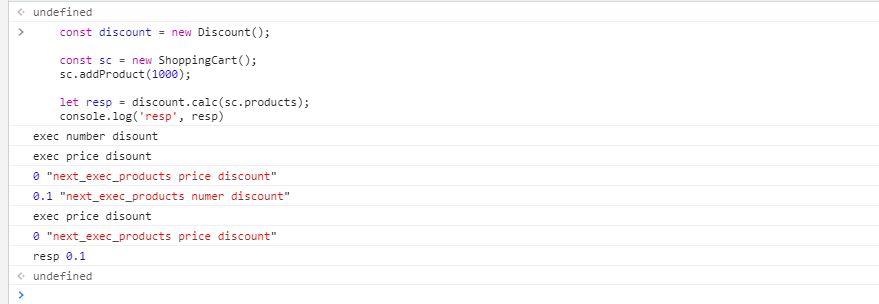 undefined
const discount = new Discount();
const sc = new ShoppingCart();
sc.addProduct(1000);
let resp = discount.calc(sc.products);
console.log('resp', resp)
exec number disount
exec price disount
0 "next_exec_products price discount"
0.1 "next_exec_products numer discount"
exec price disount
0 "next_exec_products price discount"
resp 0.1
undefined